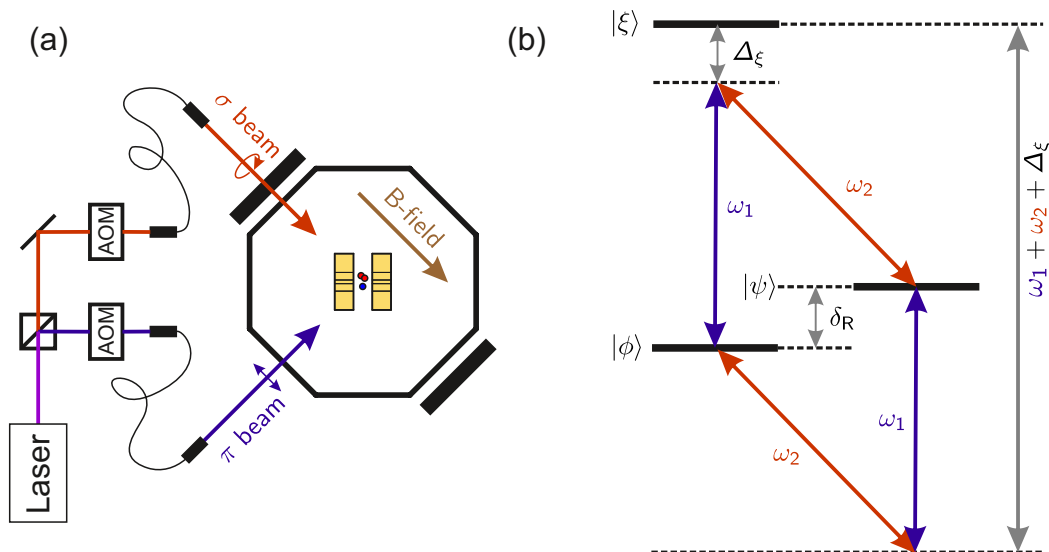 (a)
σ beam
B-field
AOM
AOM
π beam
Laser
(b)
|ξ⟩
Δξ
ω₂
ω₁
|ψ⟩
δR
|ϕ⟩
ω₁
ω₂
ω₁ + ω₂ + Δξ